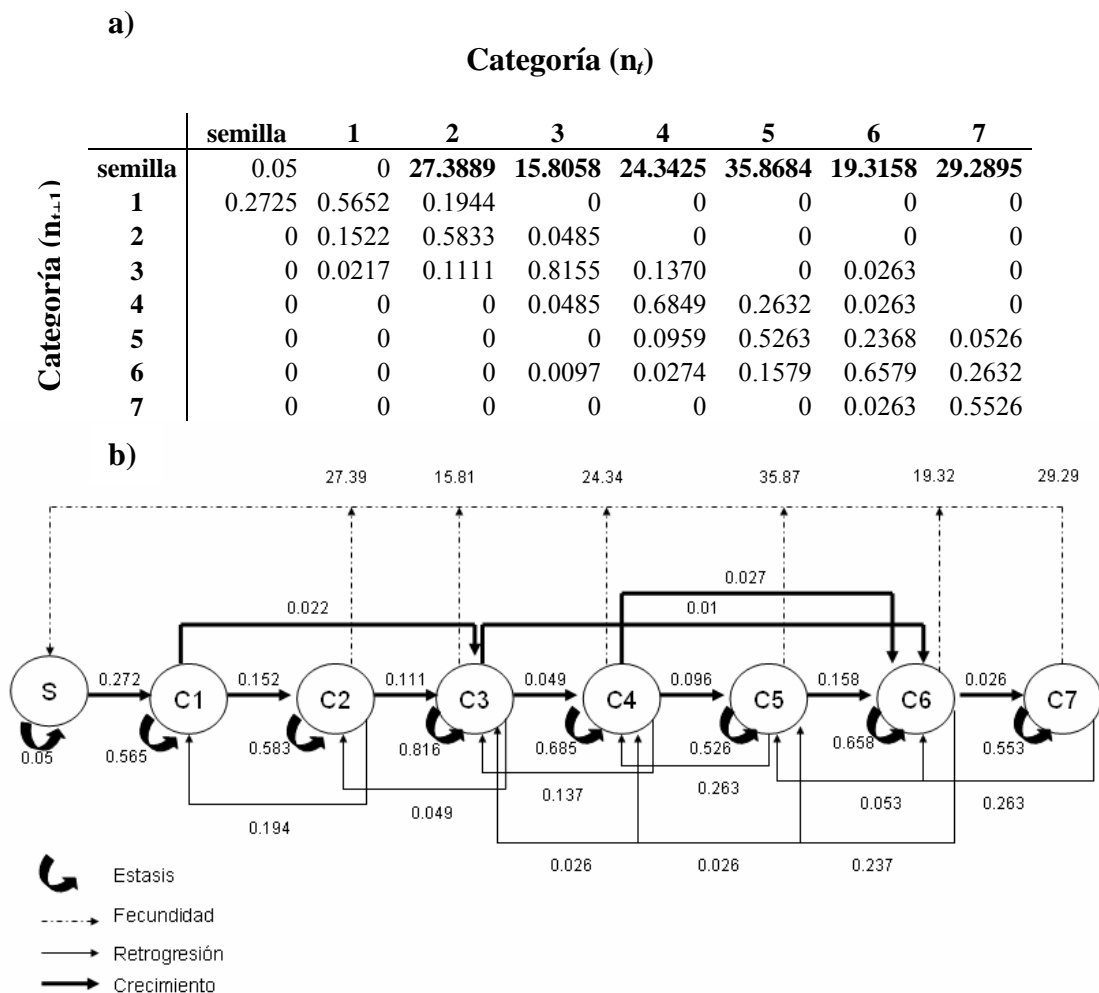 a)
Categoría (nt)
semilla 1 2 3 4 5 6 7
Categoría (nt+1)
semilla 0.05 0 27.3889 15.8058 24.3425 35.8684 19.3158 29.2895
1 0.2725 0.5652 0.1944 0 0 0 0 0
2 0 0.1522 0.5833 0.0485 0 0 0 0
3 0 0.0217 0.1111 0.8155 0.1370 0 0.0263 0
4 0 0 0 0.0485 0.6849 0.2632 0.0263 0
5 0 0 0 0 0.0959 0.5263 0.2368 0.0526
6 0 0 0 0.0097 0.0274 0.1579 0.6579 0.2632
7 0 0 0 0 0 0 0.0263 0.5526
b)
27.39 15.81 24.34 35.87 19.32 29.29
0.027
0.022 0.01
0.272 0.152 0.111 0.049 0.096 0.158 0.026
S C1 C2 C3 C4 C5 C6 C7
0.05 0.565 0.583 0.816 0.685 0.526 0.658 0.553
0.194 0.049 0.137 0.263 0.053 0.263
0.026 0.026 0.237
Estasis
Fecundidad
Retrogresión
Crecimiento